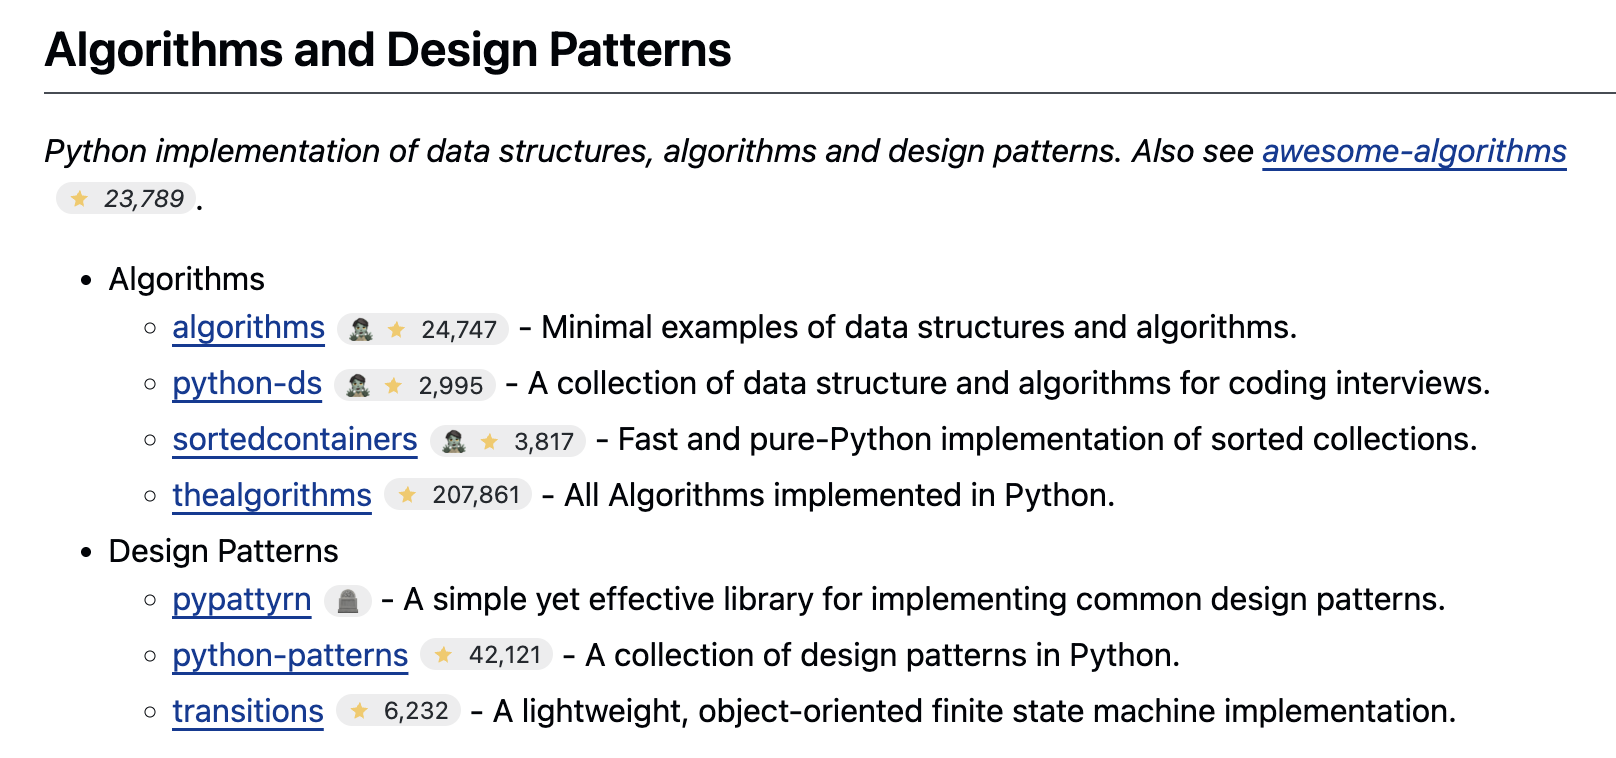 Algorithms and Design Patterns
Python implementation of data structures, algorithms and design patterns. Also see awesome-algorithms
23,789.
• Algorithms
◦ algorithms 24,747 - Minimal examples of data structures and algorithms.
◦ python-ds 2,995 - A collection of data structure and algorithms for coding interviews.
◦ sortedcontainers 3,817 - Fast and pure-Python implementation of sorted collections.
◦ thealgorithms 207,861 - All Algorithms implemented in Python.
• Design Patterns
◦ pypattyrn - A simple yet effective library for implementing common design patterns.
◦ python-patterns 42,121 - A collection of design patterns in Python.
◦ transitions 6,232 - A lightweight, object-oriented finite state machine implementation.